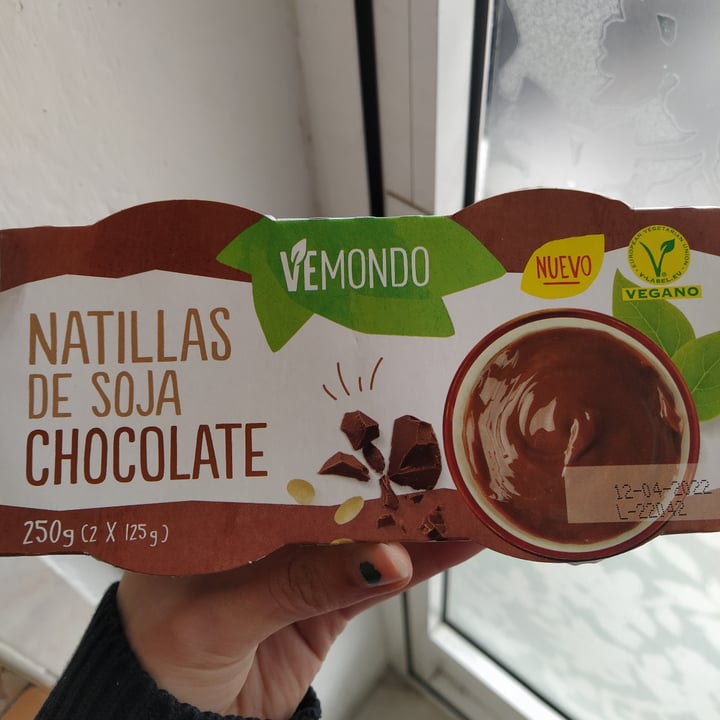 VEMONDO
NUEVO
EUROPEAN VEGETARIAN UNION
V-LABEL.EU
VEGANO
NATILLAS
DE SOJA
CHOCOLATE
250g (2 X 125g)
12-04-2022
L-22042